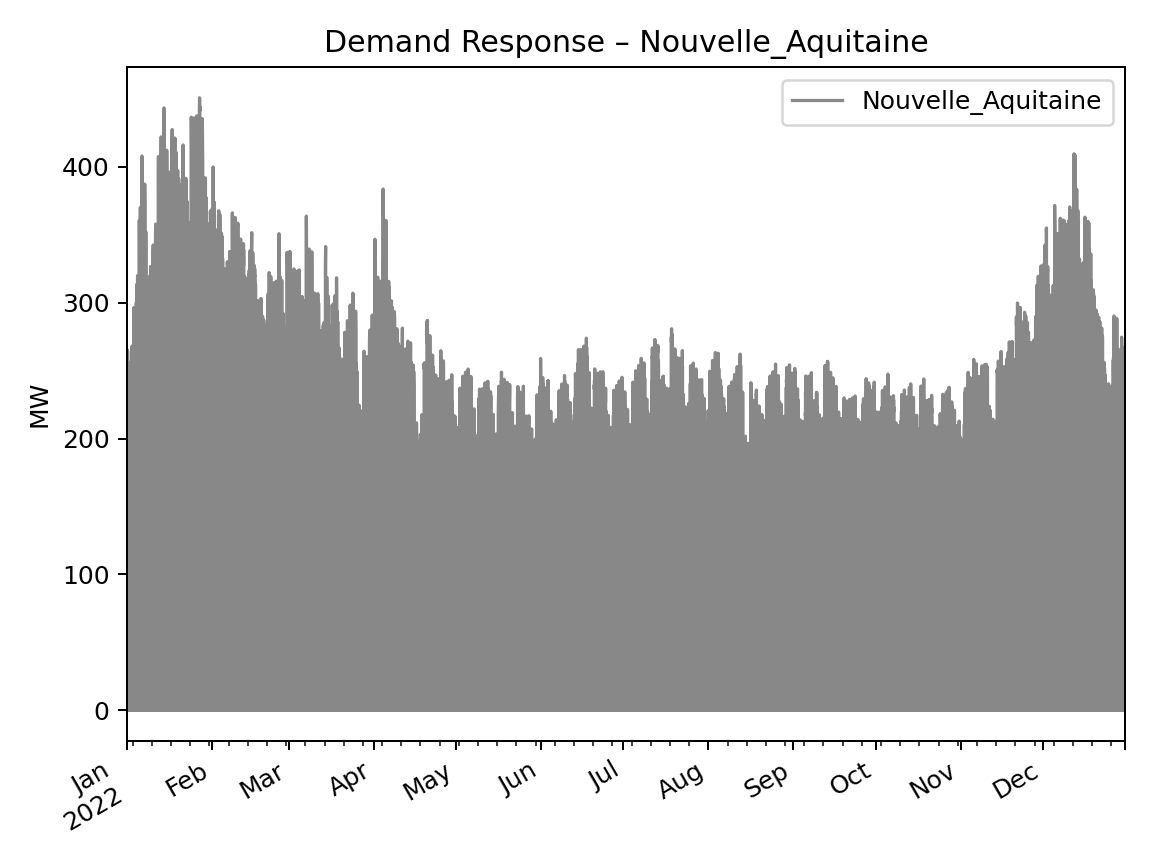 Demand Response – Nouvelle_Aquitaine
Nouvelle_Aquitaine
MW
400
300
200
100
0
Jan
2022
Feb
Mar
Apr
May
Jun
Jul
Aug
Sep
Oct
Nov
Dec